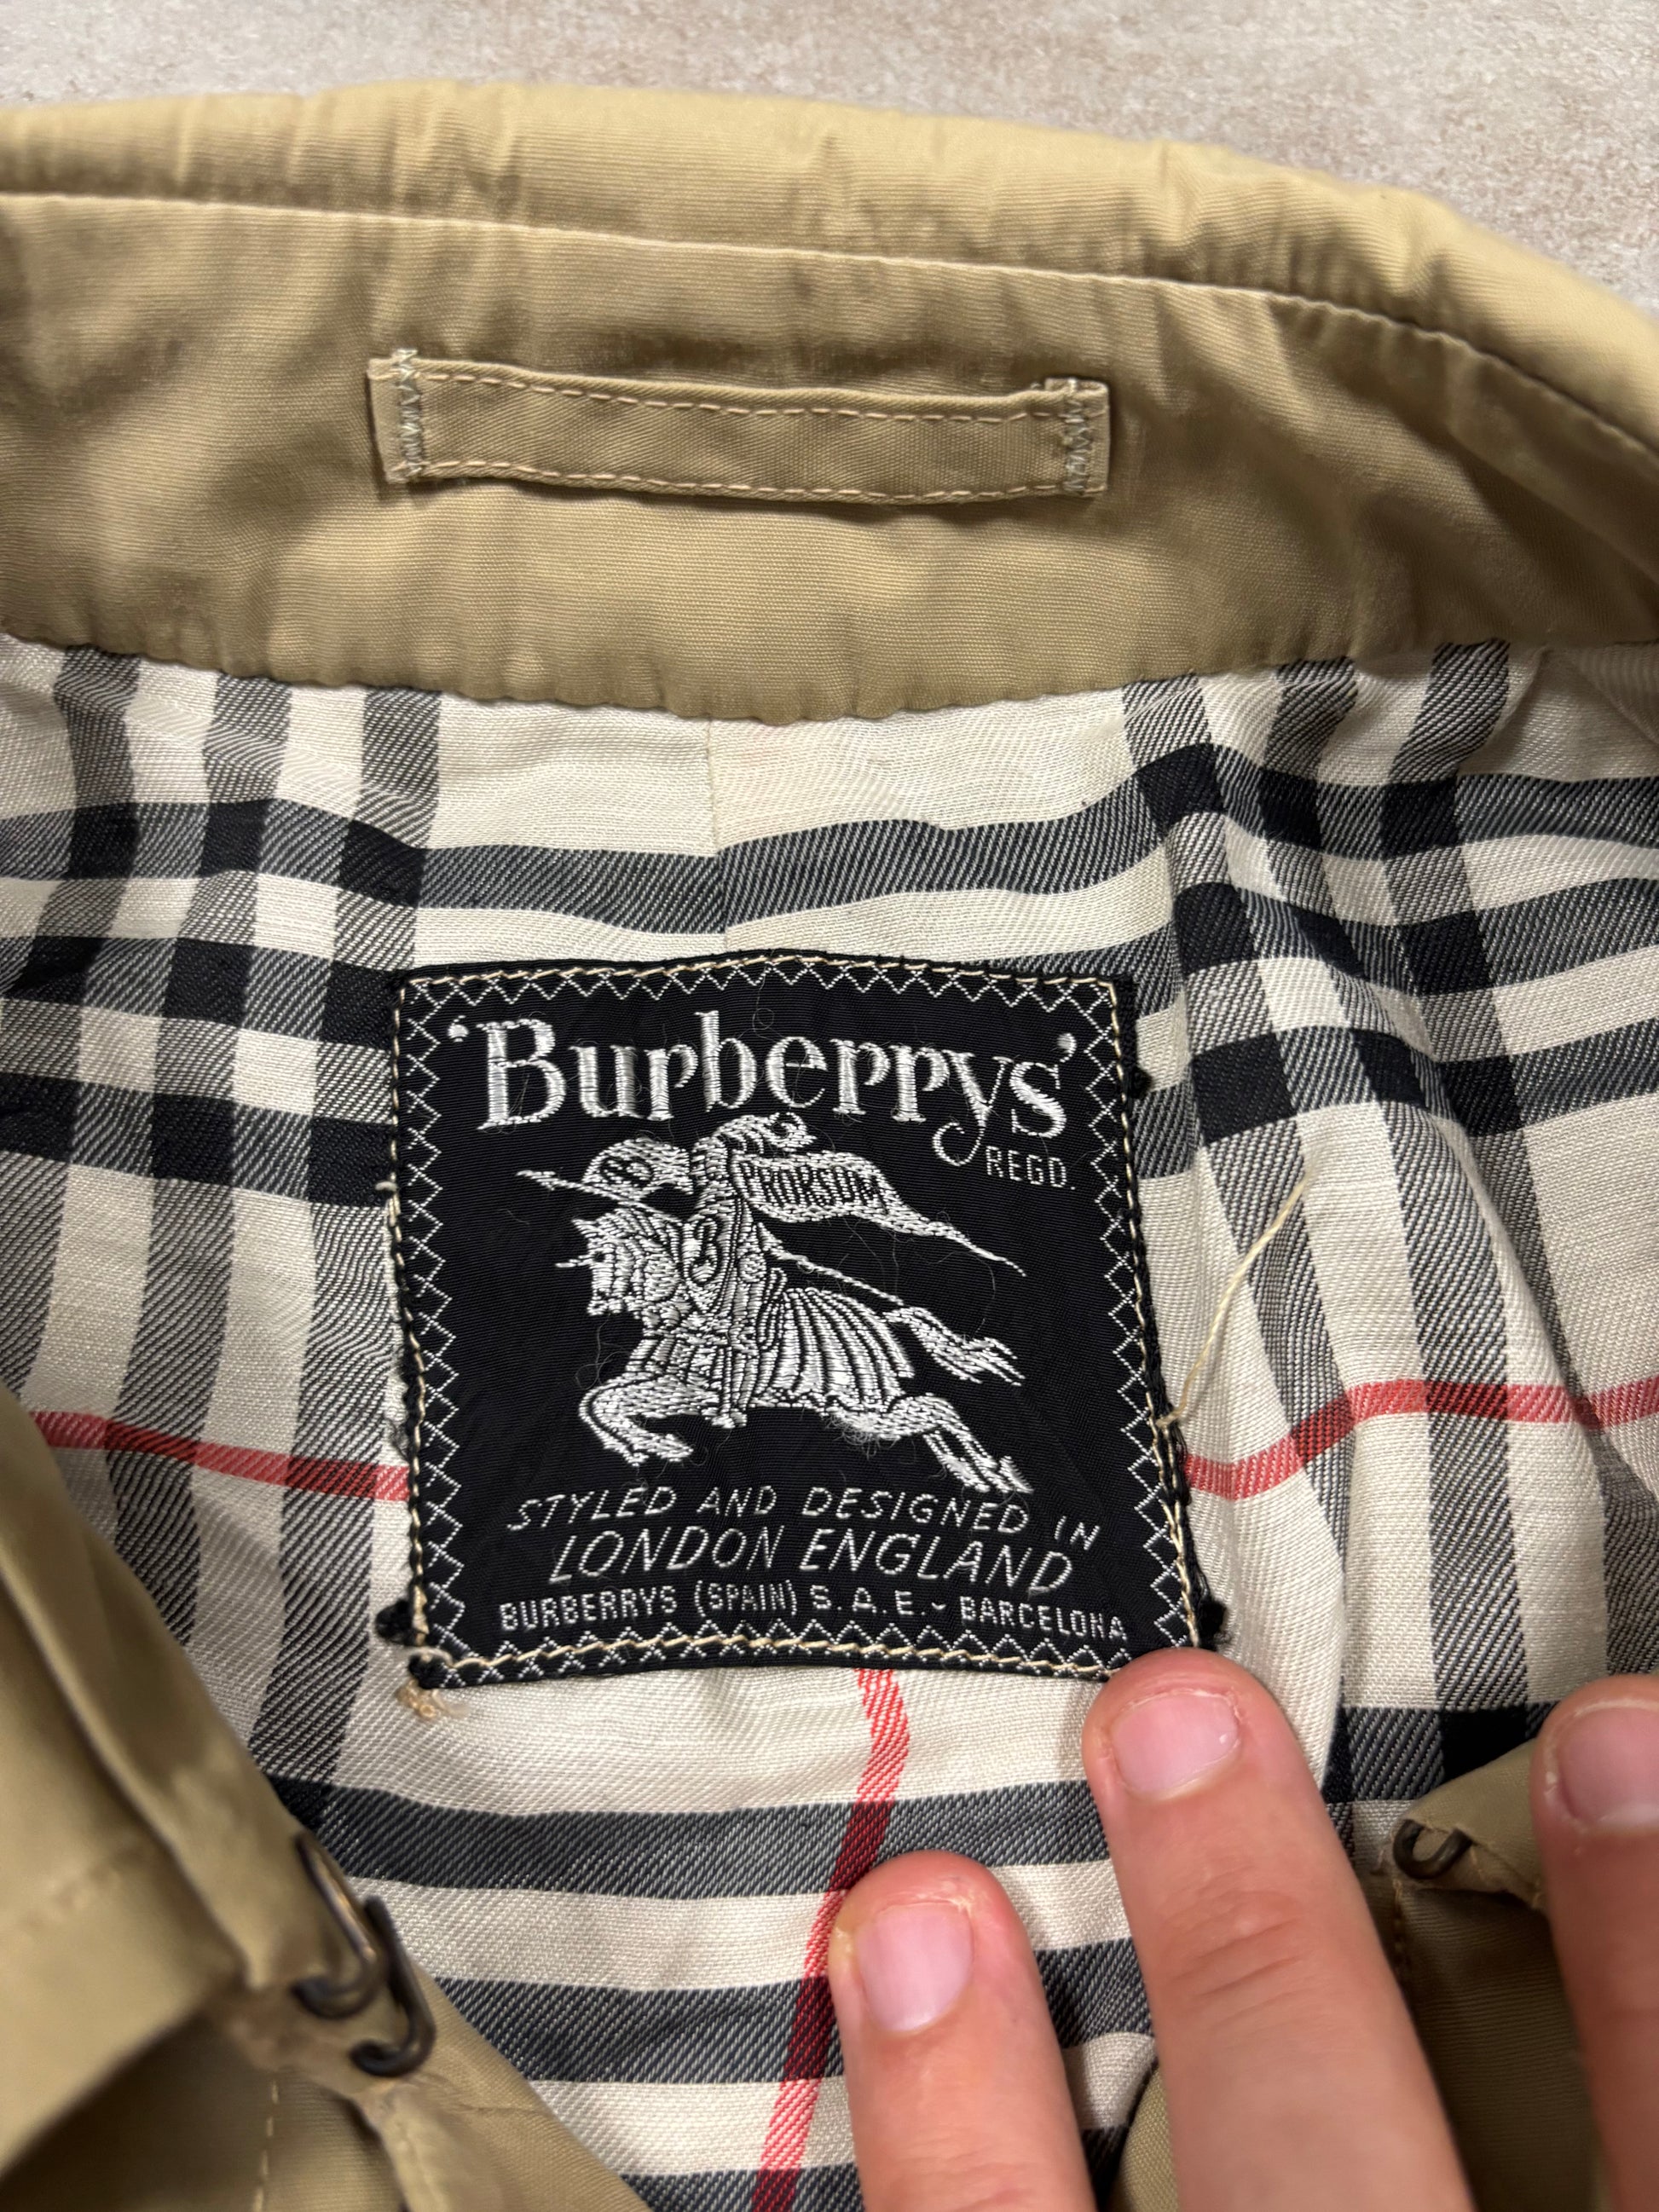 ‘Burberrys’
REGD.
PRORSUM
STYLED AND DESIGNED IN
LONDON ENGLAND
BURBERRYS (SPAIN) S. A. E. - BARCELONA